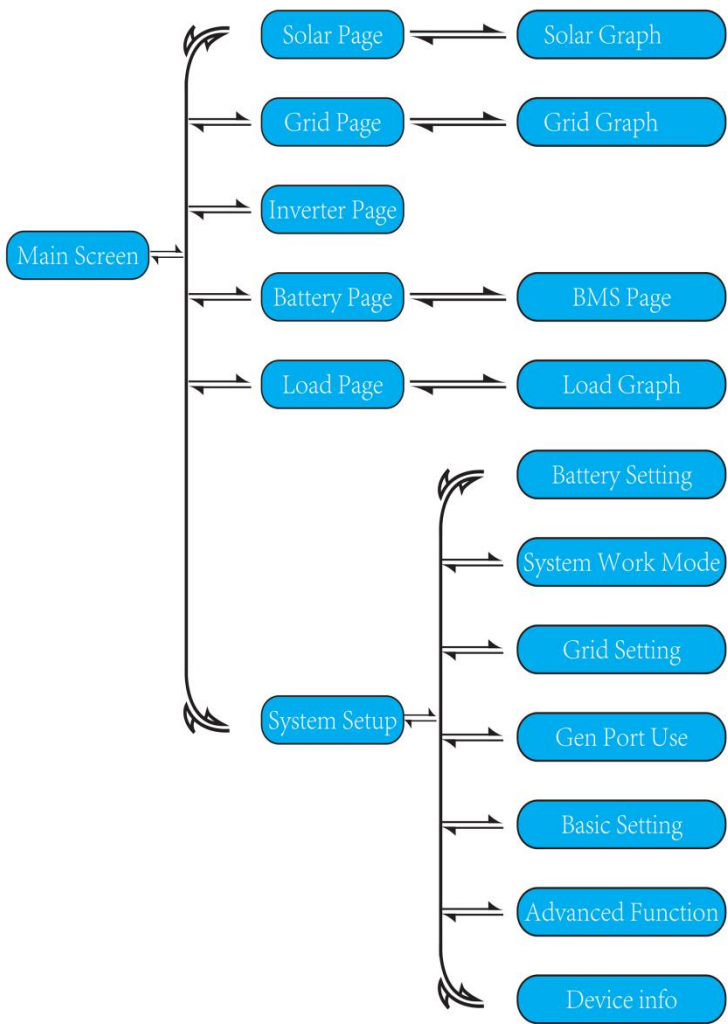 Solar Page
Solar Graph
Grid Page
Grid Graph
Inverter Page
Main Screen
Battery Page
BMS Page
Load Page
Load Graph
Battery Setting
System Work Mode
Grid Setting
System Setup
Gen Port Use
Basic Setting
Advanced Function
Device info